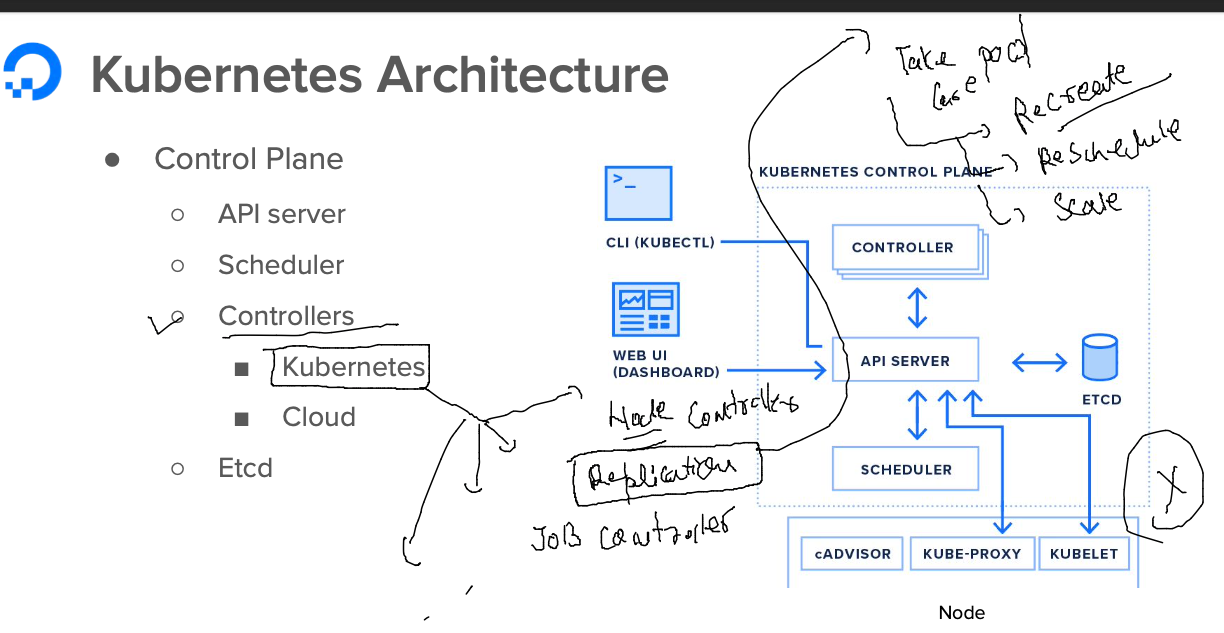 Kubernetes Architecture
● Control Plane
○ API server
○ Scheduler
○ Controllers
■ Kubernetes
■ Cloud
○ Etcd
Take pod
Care
Recreate
Reschedule
Scale
KUBERNETES CONTROL PLANE
CLI (KUBECTL)
CONTROLLER
WEB UI
(DASHBOARD)
API SERVER
ETCD
Node Controller
Replication
JOB Controller
SCHEDULER
X
cADVISOR
KUBE-PROXY
KUBELET
Node